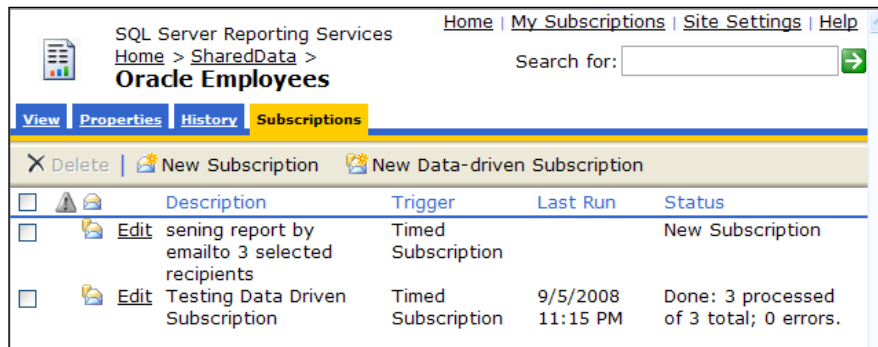 SQL Server Reporting Services
Home | My Subscriptions | Site Settings | Help
Home > SharedData >
Oracle Employees
Search for:
View Properties History Subscriptions
Delete | New Subscription New Data-driven Subscription
Description Trigger Last Run Status
Edit sening report by Timed New Subscription
emailto 3 selected Subscription
recipients
Edit Testing Data Driven Timed 9/5/2008 Done: 3 processed
Subscription Subscription 11:15 PM of 3 total; 0 errors.